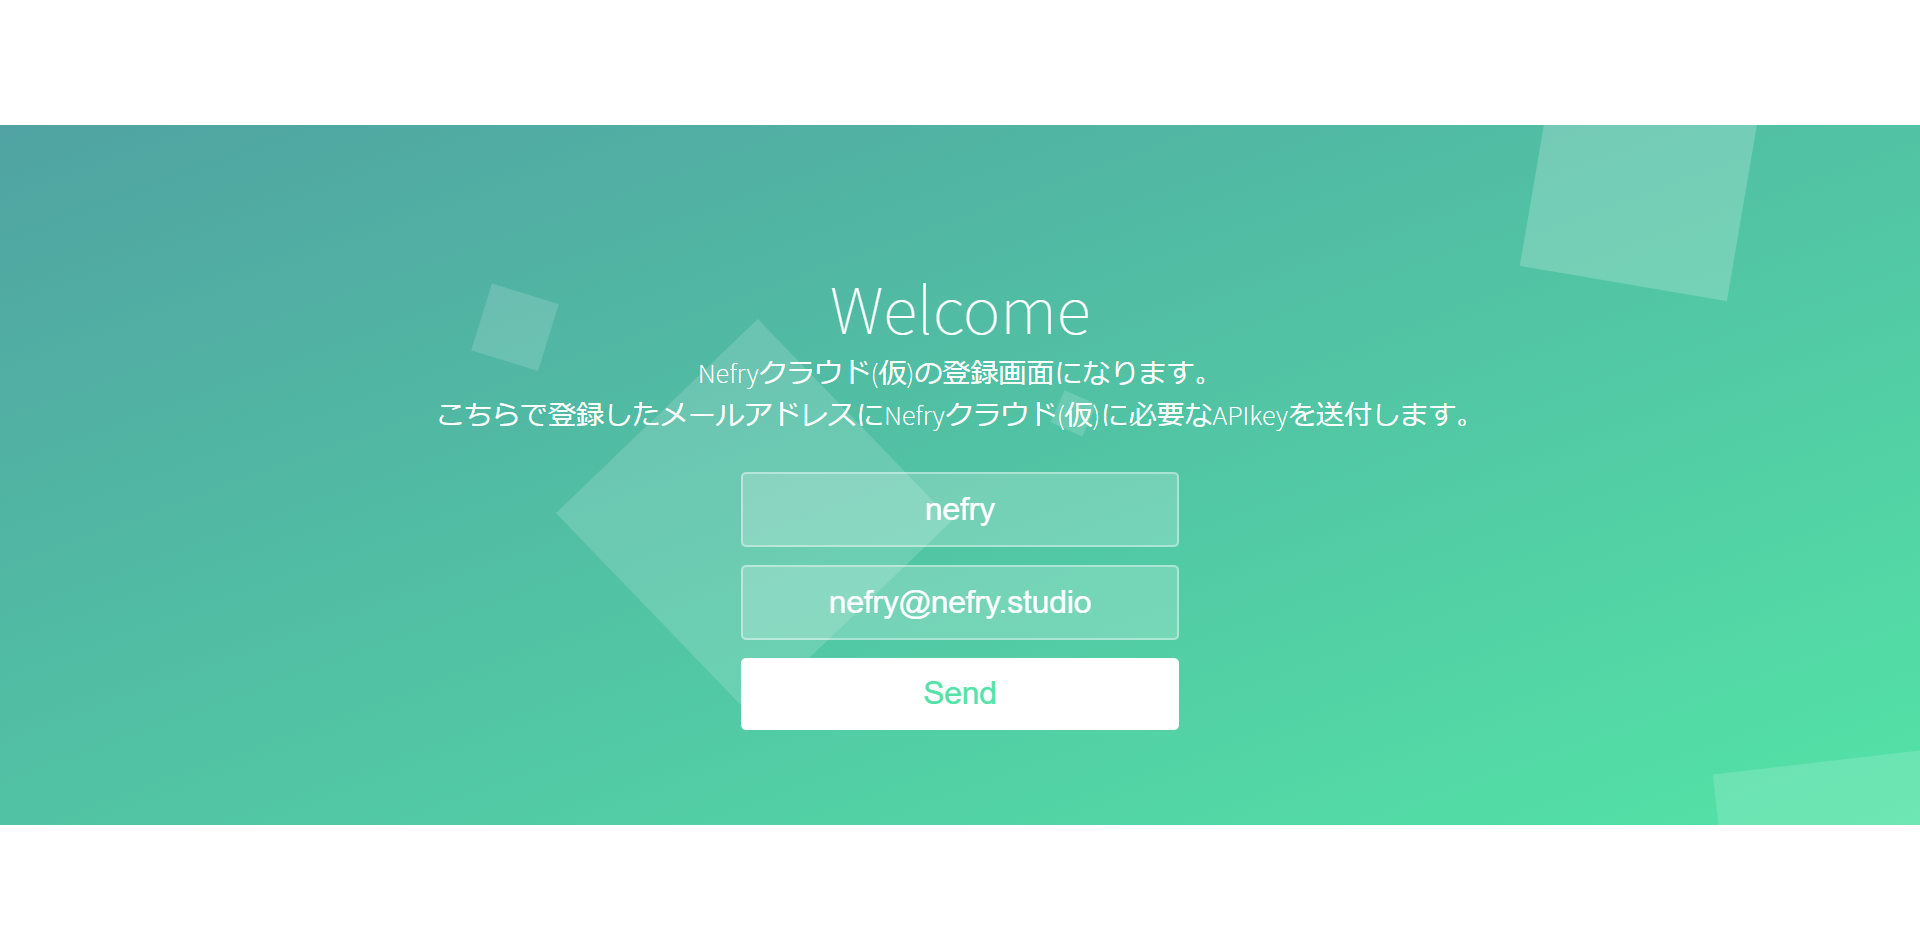 Welcome
Nefryクラウド(仮)の登録画面になります。
こちらで登録したメールアドレスにNefryクラウド(仮)に必要なAPIkeyを送付します。
nefry
nefry@nefry.studio
Send